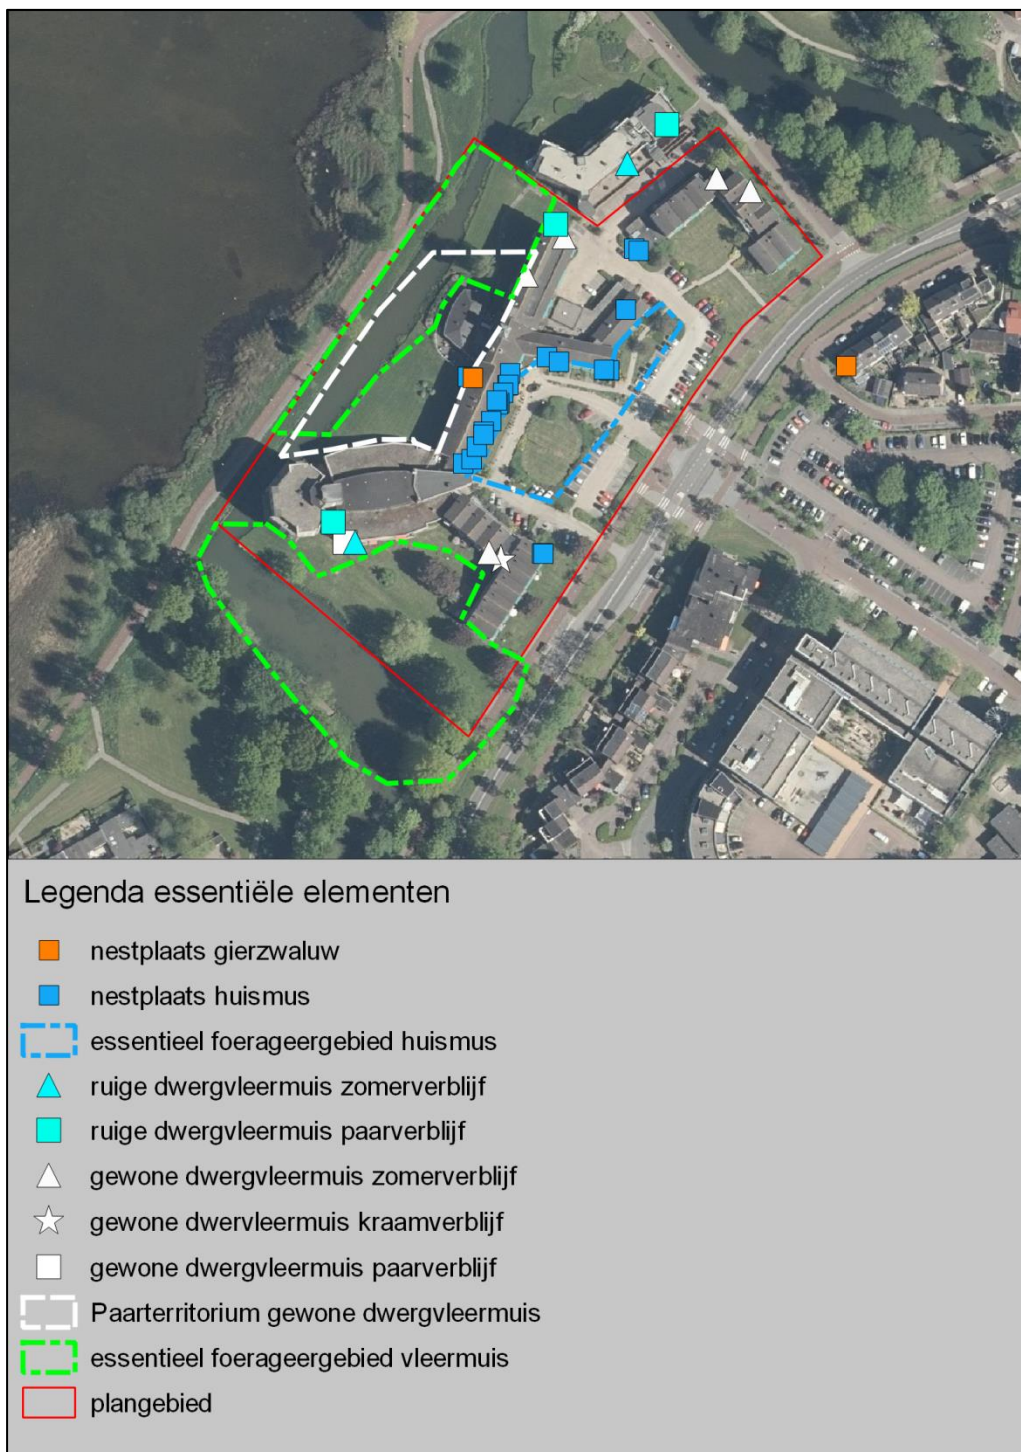 Legenda essentiële elementen
nestplaats gierzwaluw
nestplaats huismus
essentieel foerageergebied huismus
ruige dwergvleermuis zomerverblijf
ruige dwergvleermuis paarverblijf
gewone dwergvleermuis zomerverblijf
gewone dwervleermuis kraamverblijf
gewone dwergvleermuis paarverblijf
Paarterritorium gewone dwergvleermuis
essentieel foerageergebied vleermuis
plangebied